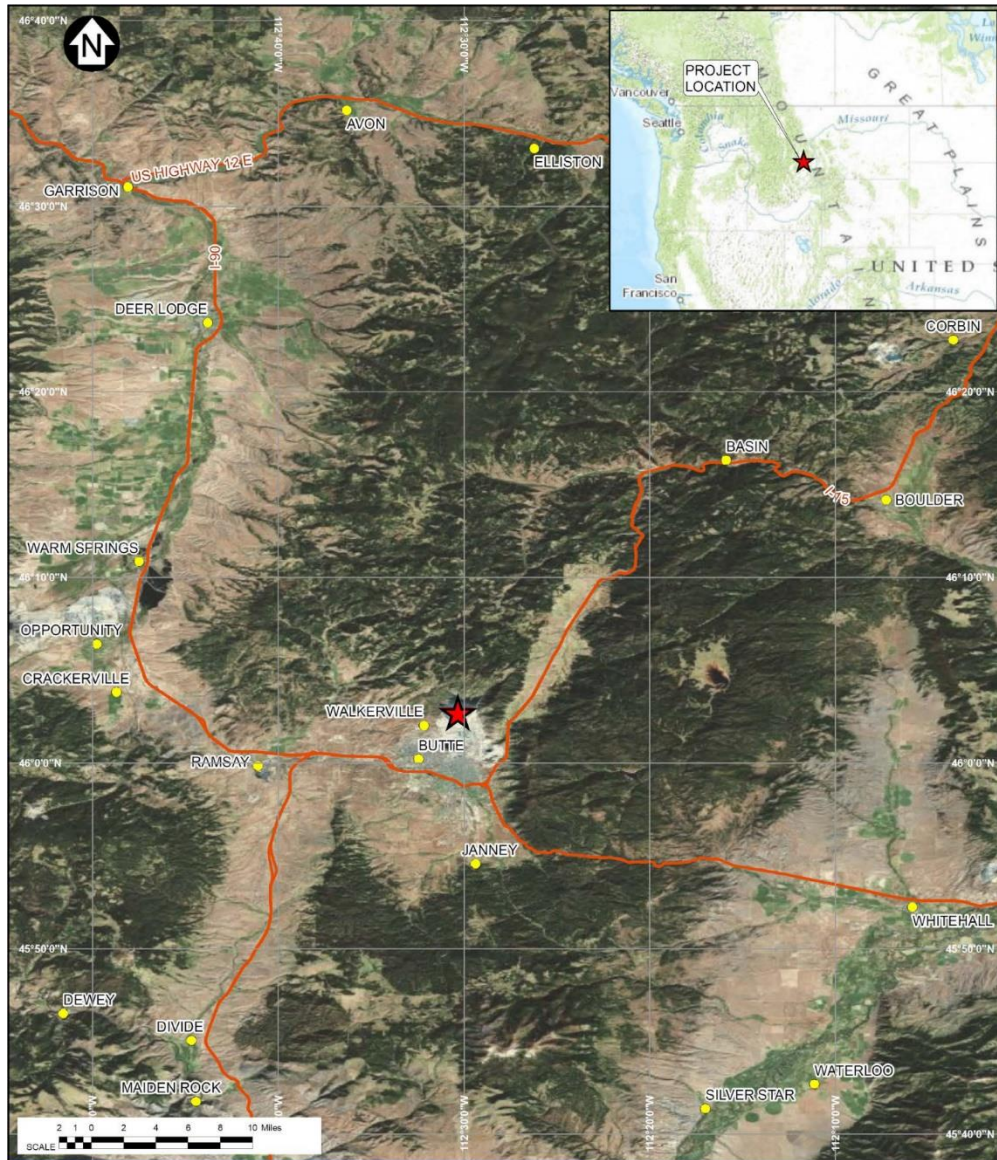 46°40'0"N
112°40'0"W
112°30'0"W
N
AVON
ELLISTON
US HIGHWAY 12 E
GARRISON
46°30'0"N
I-90
DEER LODGE
PROJECT
LOCATION
Vancouver
Seattle
Columbia
Snake
Missouri
GREAT PLAINS
San
Francisco
UNITED S
Arkansas
CORBIN
46°20'0"N
46°20'0"N
BASIN
I-15
BOULDER
WARM SPRINGS
46°10'0"N
46°10'0"N
OPPORTUNITY
CRACKERVILLE
WALKERVILLE
BUTTE
RAMSAY
46°0'0"N
46°0'0"N
JANNEY
WHITEHALL
45°50'0"N
45°50'0"N
DEWEY
DIVIDE
MAIDEN ROCK
WATERLOO
SILVER STAR
112°30'0"W
112°20'0"W
112°10'0"W
45°40'0"N
2 1 0 2 4 6 8 10 Miles
SCALE